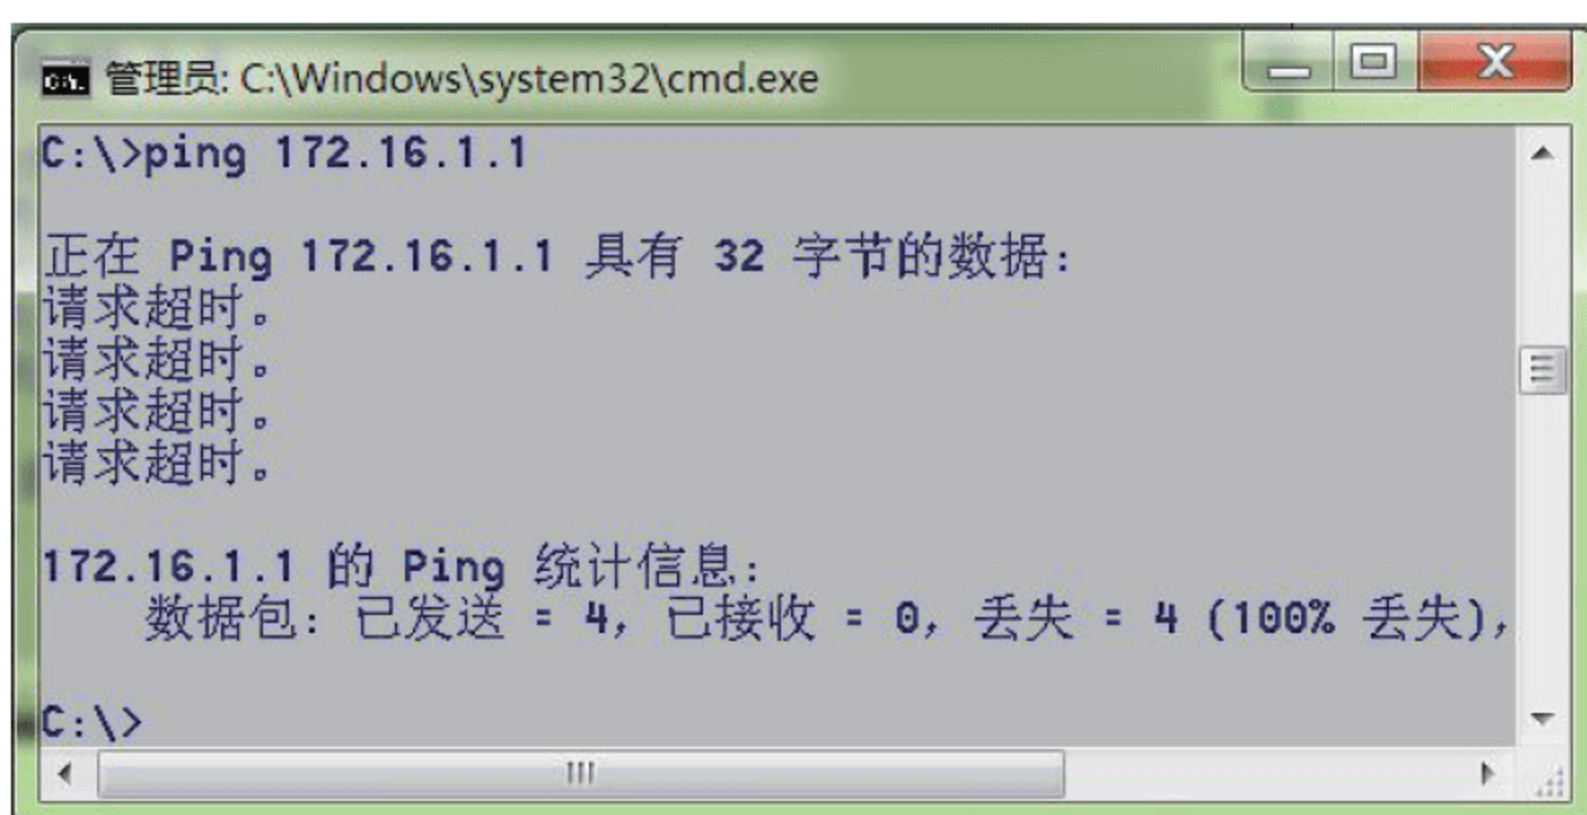 管理员: C:\Windows\system32\cmd.exe
C:\>ping 172.16.1.1
正在 Ping 172.16.1.1 具有 32 字节的数据:
请求超时。
请求超时。
请求超时。
请求超时。
172.16.1.1 的 Ping 统计信息:
数据包: 已发送 = 4, 已接收 = 0, 丢失 = 4 (100% 丢失),
C:\>